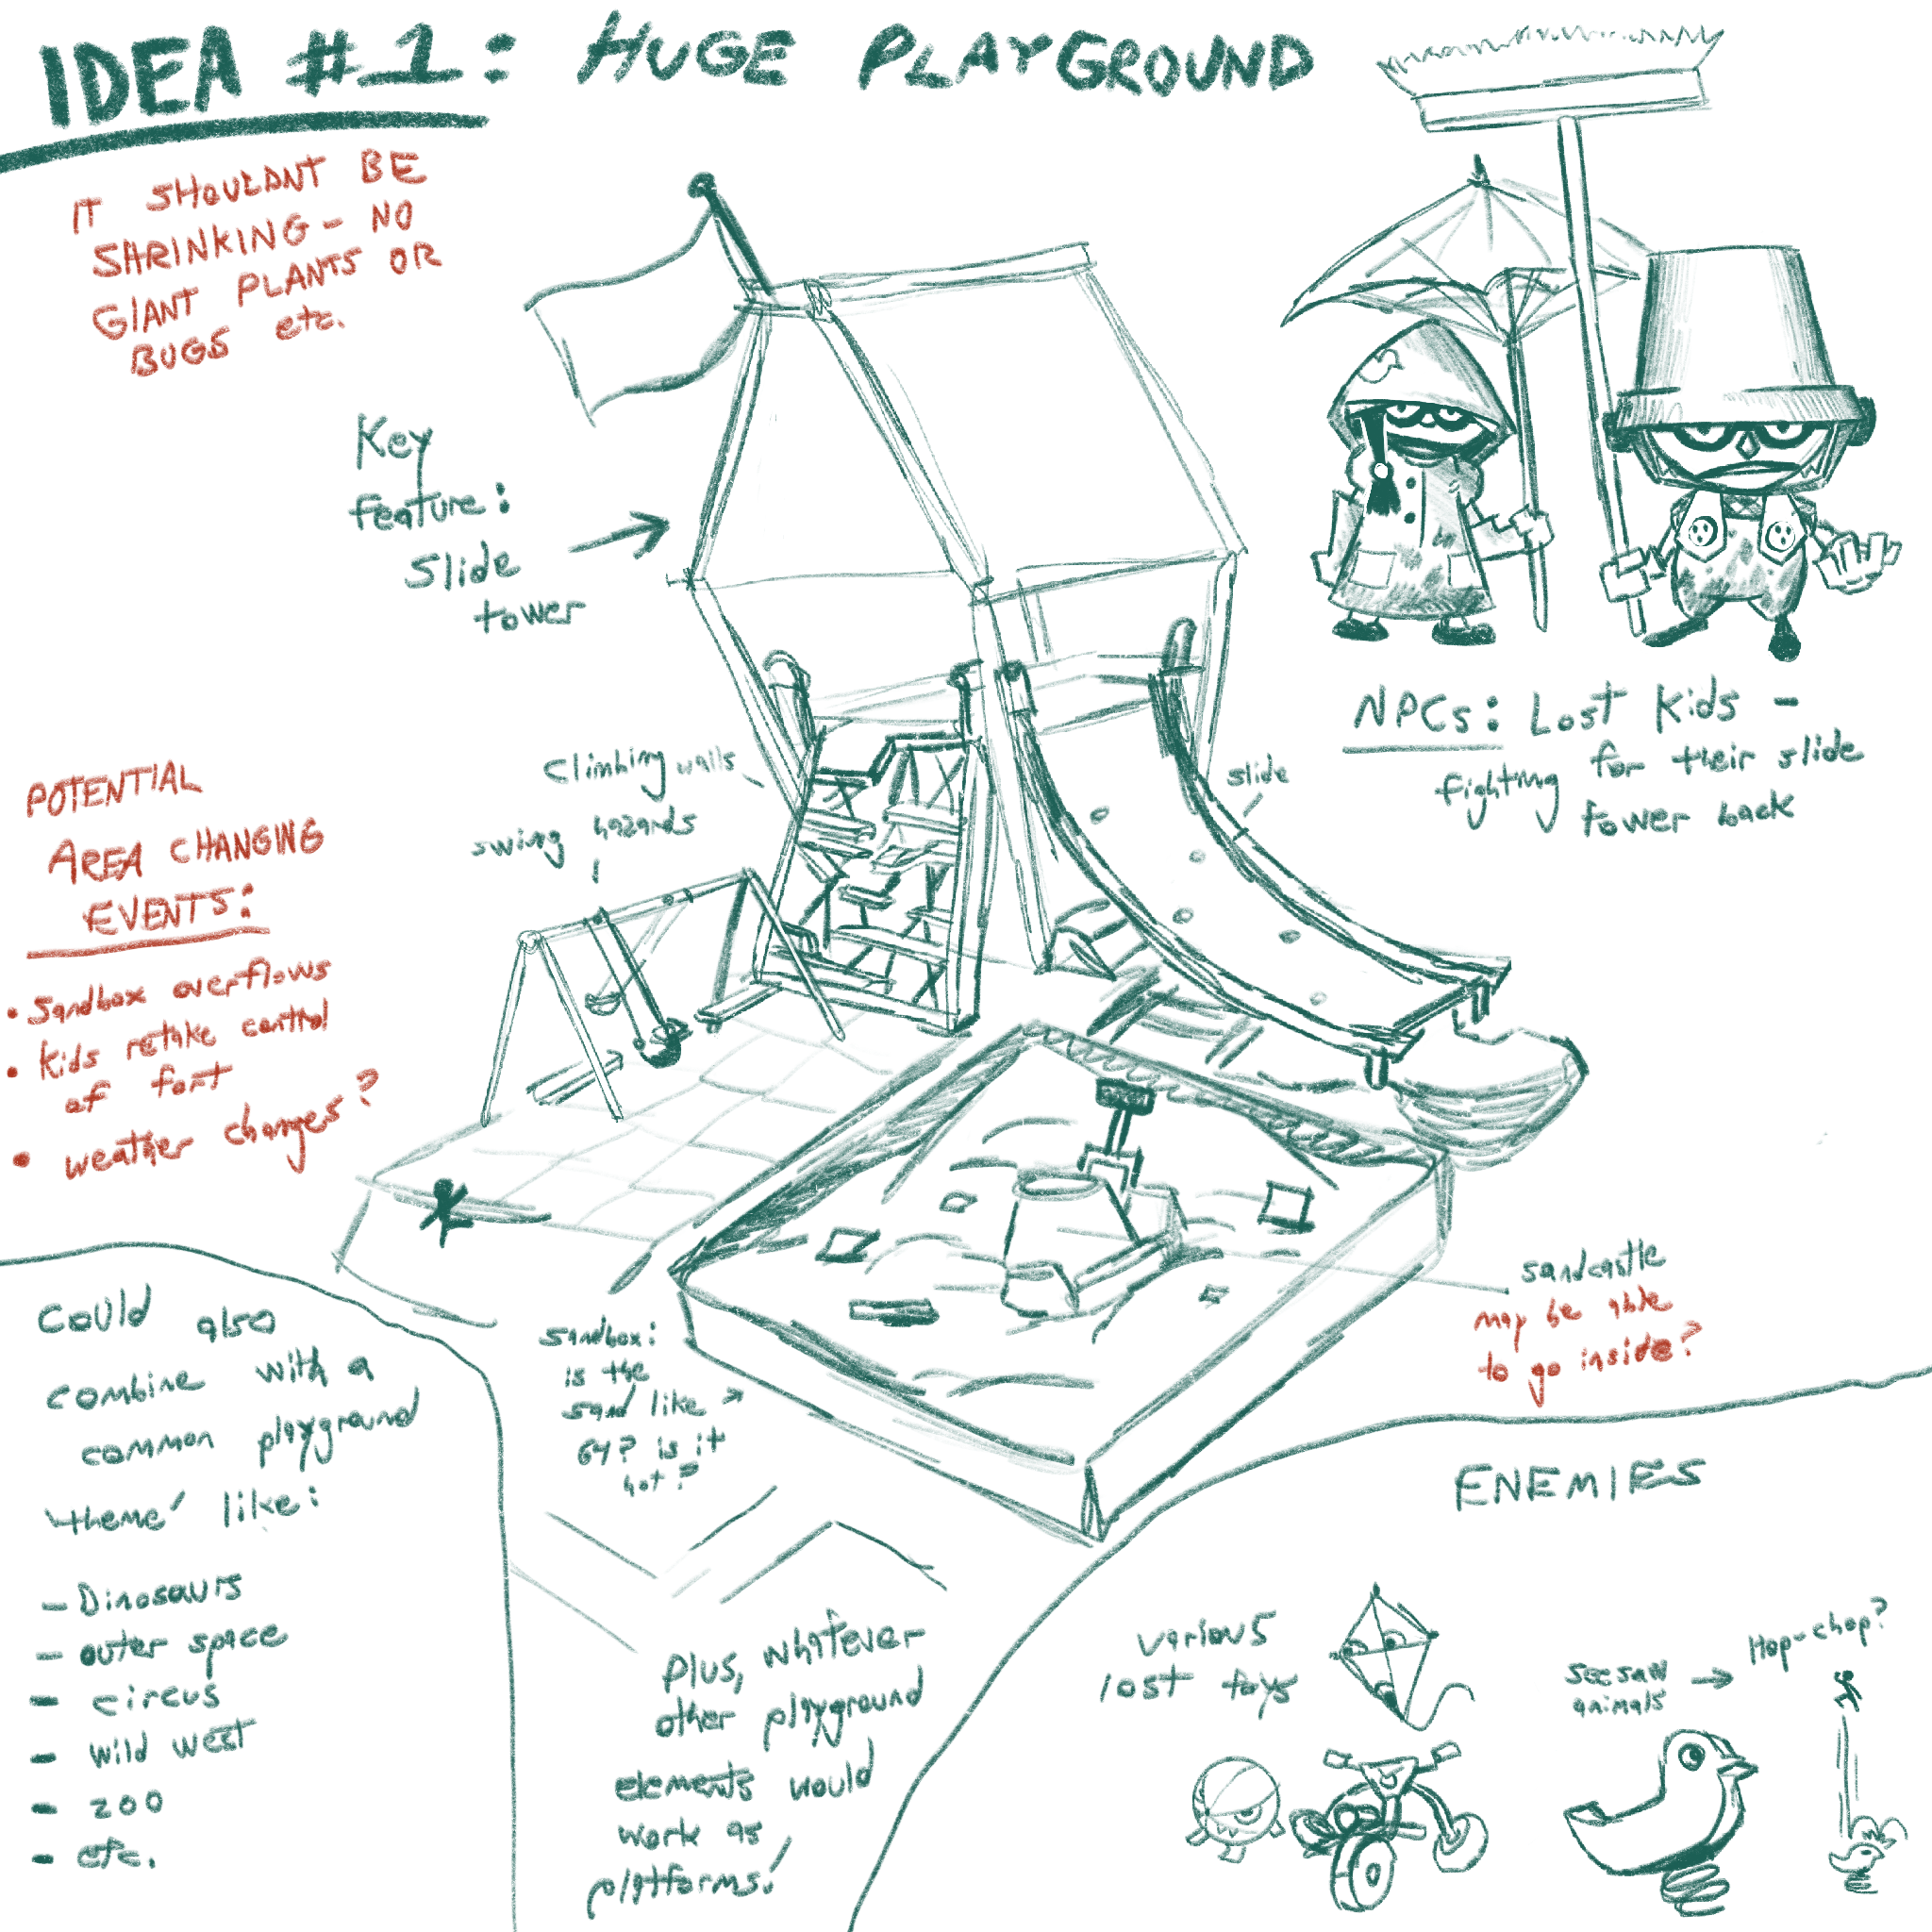 IDEA #1: HUGE PLAYGROUND
IT SHOULDNT BE
SHRINKING - NO
GIANT PLANTS OR
BUGS etc.
Key
feature:
Slide
tower
NPCs: Lost Kids -
fighting for their slide
tower back
Climbing walls
swing hazards
slide
POTENTIAL
AREA CHANGING
EVENTS:
• Sandbox overflows
• Kids retake control
of fort
• weather changes?
sandcastle
may be able
to go inside?
Sandbox:
is the
sand like
64? is it
hot?
Could also
combine with a
common playground
'theme' like:
- Dinosaurs
- outer space
- circus
- wild west
- zoo
- etc.
Plus, whatever
other playground
elements would
work as
platforms!
ENEMIES
various
lost toys
seesaw
animals
Hop-chop?